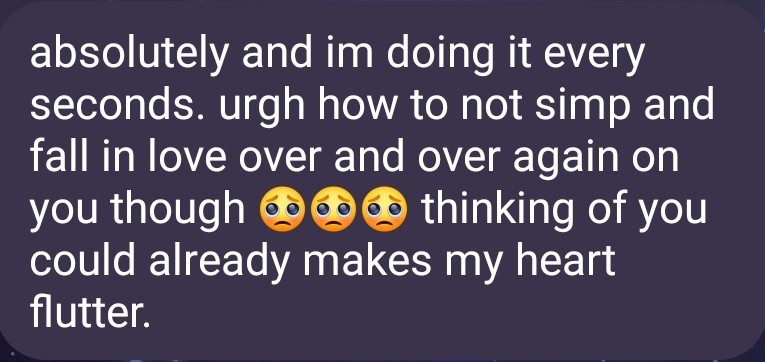 absolutely and im doing it every
seconds. urgh how to not simp and
fall in love over and over again on
you though 🥺🥺🥺 thinking of you
could already makes my heart
flutter.